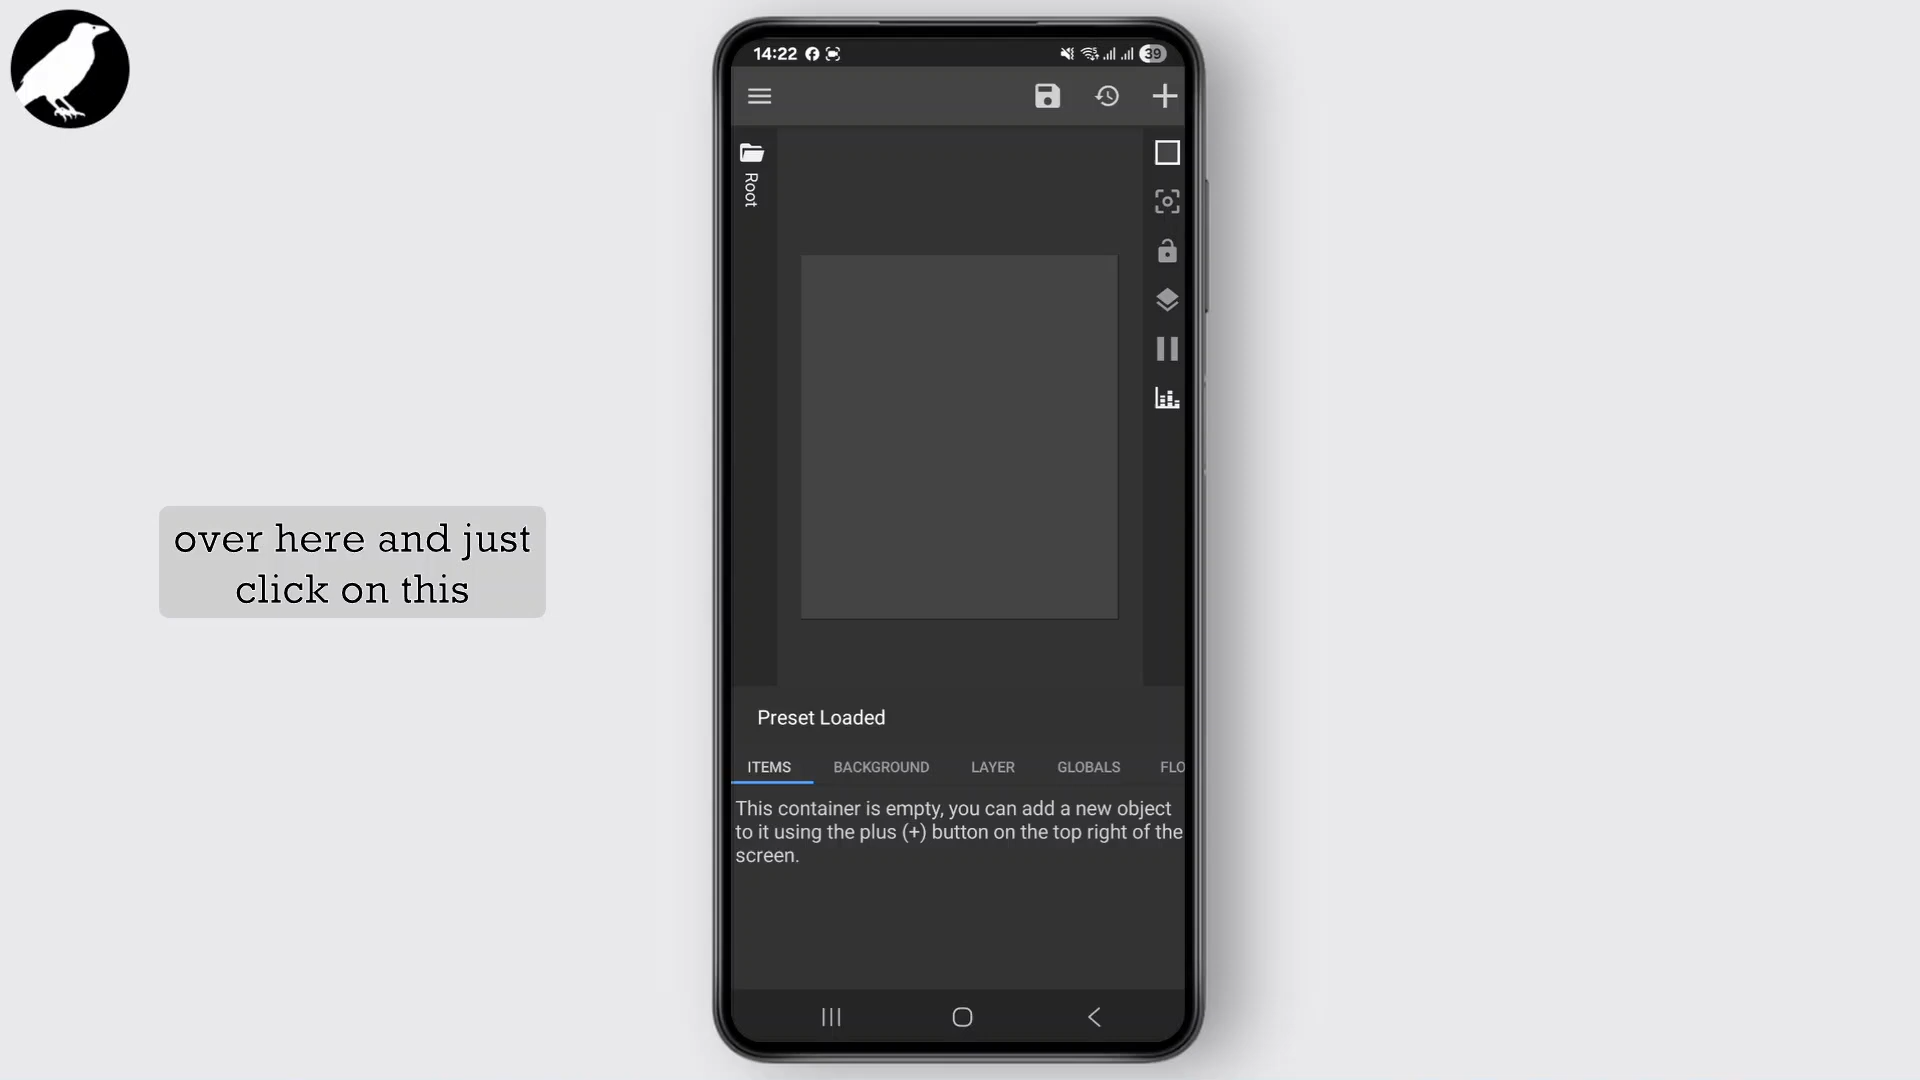 14:22
39
Root
over here and just
click on this
Preset Loaded
ITEMS BACKGROUND LAYER GLOBALS FLO
This container is empty, you can add a new object
to it using the plus (+) button on the top right of the
screen.